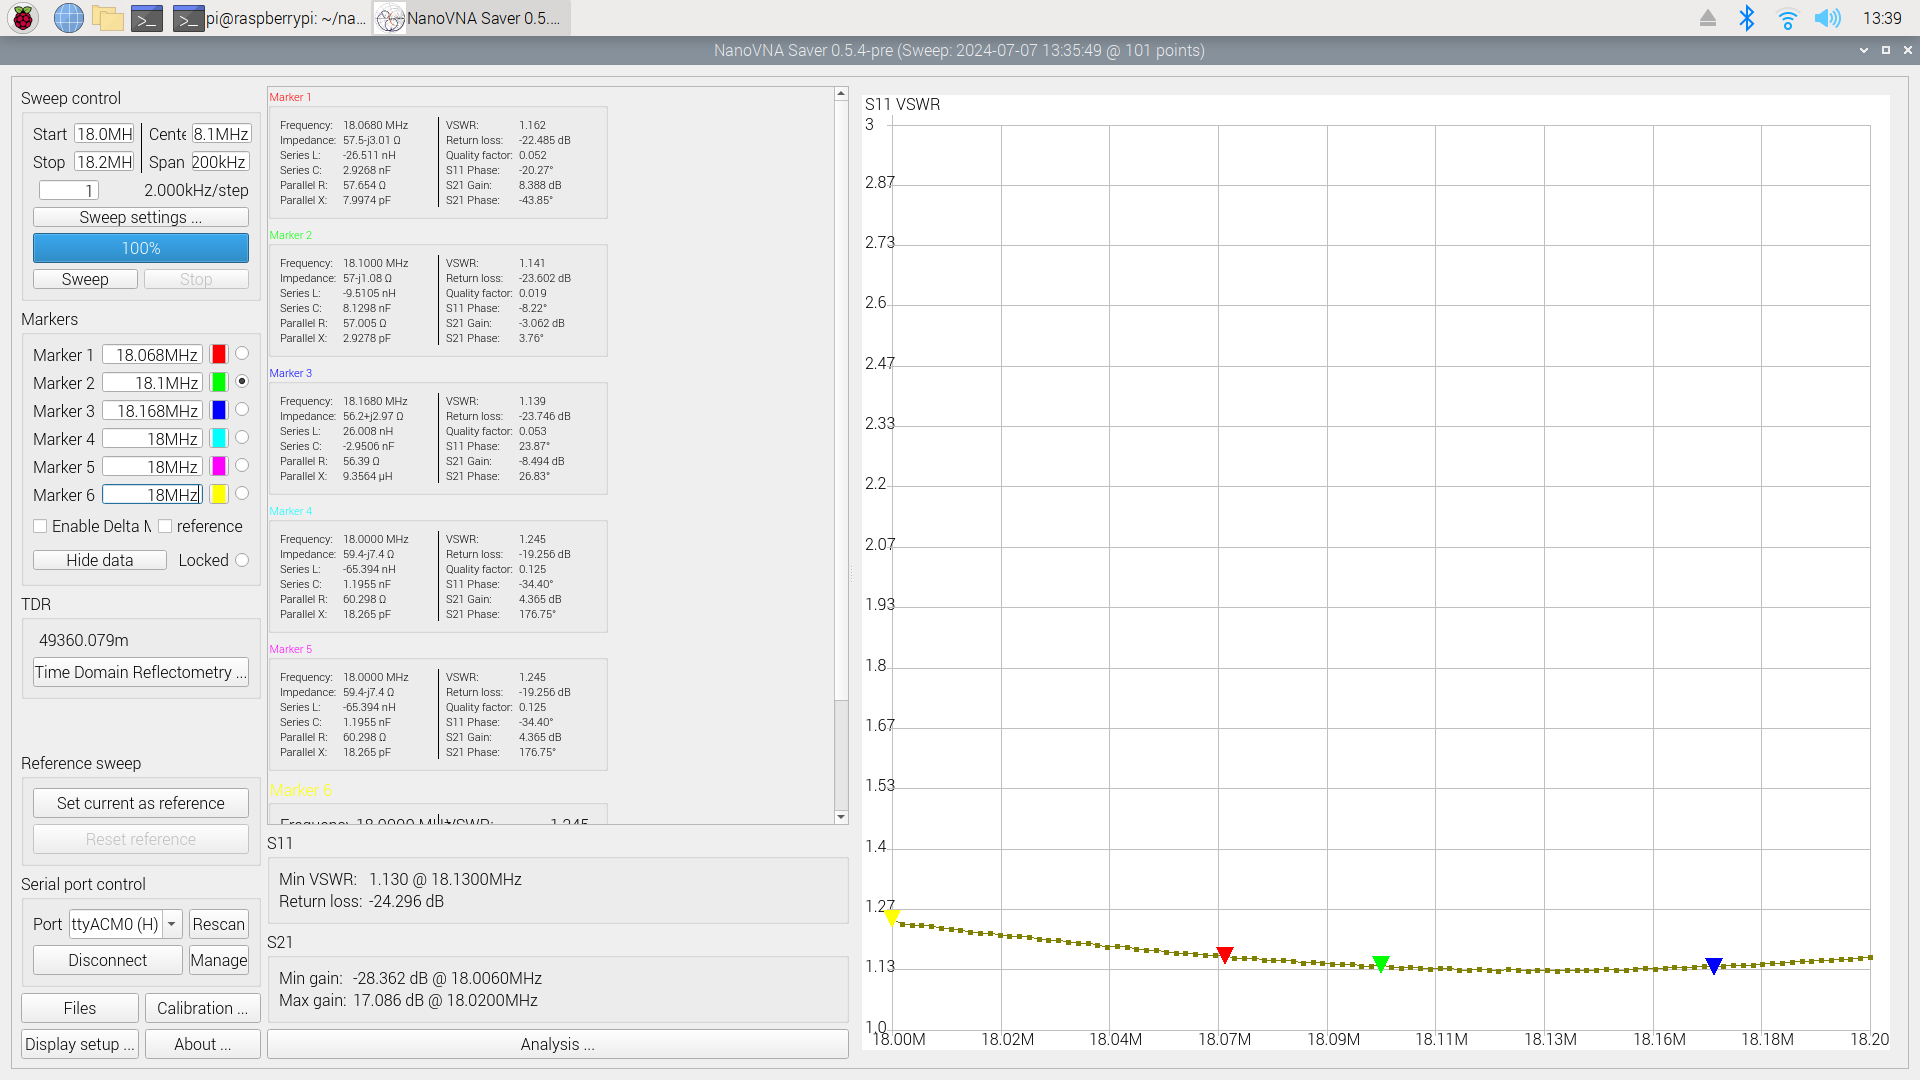 pi@raspberrypi: ~/na...
NanoVNA Saver 0.5....
13:39
NanoVNA Saver 0.5.4-pre (Sweep: 2024-07-07 13:35:49 @ 101 points)
Sweep control
Start 18.0MH Cente 8.1MHz
Stop 18.2MH Span 200kHz
1 2.000kHz/step
Sweep settings ...
100%
Sweep Stop
Markers
Marker 1 18.068MHz
Marker 2 18.1MHz
Marker 3 18.168MHz
Marker 4 18MHz
Marker 5 18MHz
Marker 6 18MHz
Enable Delta M reference
Hide data Locked
TDR
49360.079m
Time Domain Reflectometry ...
Reference sweep
Set current as reference
Reset reference
Serial port control
Port ttyACM0 (H) Rescan
Disconnect Manage
Files Calibration ...
Display setup ... About ...
Marker 1
Frequency: 18.0680 MHz VSWR: 1.162
Impedance: 57.5-j3.01 Ω Return loss: -22.485 dB
Series L: -26.511 nH Quality factor: 0.052
Series C: 2.9268 nF S11 Phase: -20.27°
Parallel R: 57.654 Ω S21 Gain: 8.388 dB
Parallel X: 7.9974 pF S21 Phase: -43.85°
Marker 2
Frequency: 18.1000 MHz VSWR: 1.141
Impedance: 57-j1.08 Ω Return loss: -23.602 dB
Series L: -9.5105 nH Quality factor: 0.019
Series C: 8.1298 nF S11 Phase: -8.22°
Parallel R: 57.005 Ω S21 Gain: -3.062 dB
Parallel X: 2.9278 pF S21 Phase: 3.76°
Marker 3
Frequency: 18.1680 MHz VSWR: 1.139
Impedance: 56.2+j2.97 Ω Return loss: -23.746 dB
Series L: 26.008 nH Quality factor: 0.053
Series C: -2.9506 nF S11 Phase: 23.87°
Parallel R: 56.39 Ω S21 Gain: -8.494 dB
Parallel X: 9.3564 µH S21 Phase: 26.83°
Marker 4
Frequency: 18.0000 MHz VSWR: 1.245
Impedance: 59.4-j7.4 Ω Return loss: -19.256 dB
Series L: -65.394 nH Quality factor: 0.125
Series C: 1.1955 nF S11 Phase: -34.40°
Parallel R: 60.298 Ω S21 Gain: 4.365 dB
Parallel X: 18.265 pF S21 Phase: 176.75°
Marker 5
Frequency: 18.0000 MHz VSWR: 1.245
Impedance: 59.4-j7.4 Ω Return loss: -19.256 dB
Series L: -65.394 nH Quality factor: 0.125
Series C: 1.1955 nF S11 Phase: -34.40°
Parallel R: 60.298 Ω S21 Gain: 4.365 dB
Parallel X: 18.265 pF S21 Phase: 176.75°
Marker 6
Frequency: 18.0000 MHz VSWR: 1.245
S11
Min VSWR: 1.130 @ 18.1300MHz
Return loss: -24.296 dB
S21
Min gain: -28.362 dB @ 18.0060MHz
Max gain: 17.086 dB @ 18.0200MHz
Analysis ...
S11 VSWR
3
2.87
2.73
2.6
2.47
2.33
2.2
2.07
1.93
1.8
1.67
1.53
1.4
1.27
1.13
1.0
18.00M 18.02M 18.04M 18.07M 18.09M 18.11M 18.13M 18.16M 18.18M 18.20